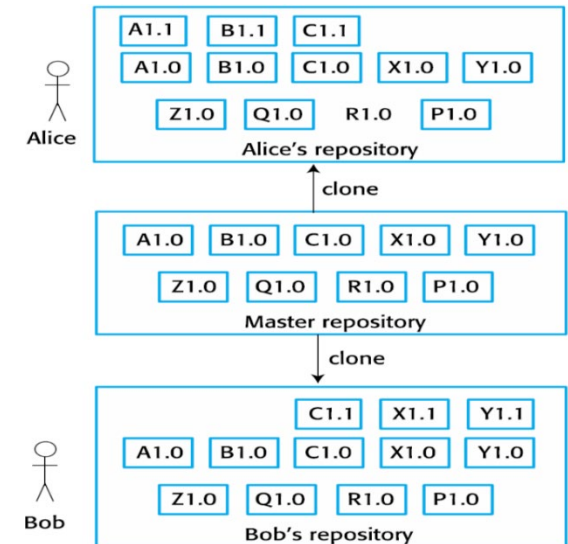 A1.1 B1.1 C1.1
A1.0 B1.0 C1.0 X1.0 Y1.0
Z1.0 Q1.0 R1.0 P1.0
Alice
Alice's repository
clone
A1.0 B1.0 C1.0 X1.0 Y1.0
Z1.0 Q1.0 R1.0 P1.0
Master repository
clone
C1.1 X1.1 Y1.1
A1.0 B1.0 C1.0 X1.0 Y1.0
Z1.0 Q1.0 R1.0 P1.0
Bob
Bob's repository